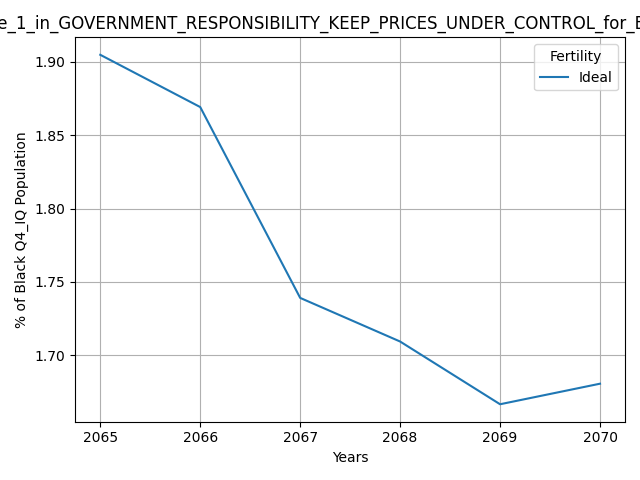 e_1_in_GOVERNMENT_RESPONSIBILITY_KEEP_PRICES_UNDER_CONTROL_for_B
Fertility
Ideal
% of Black Q4_IQ Population
1.90
1.85
1.80
1.75
1.70
2065 2066 2067 2068 2069 2070
Years